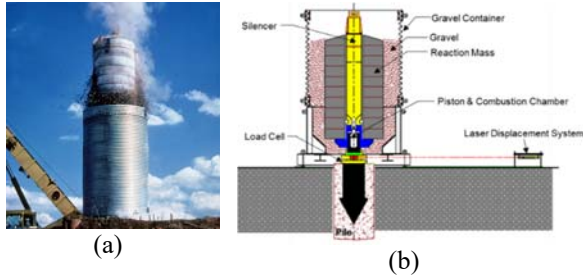 (a)
Silencer
Gravel Container
Gravel
Reaction Mass
Piston & Combustion Chamber
Load Cell
Laser Displacement System
Pile
(b)